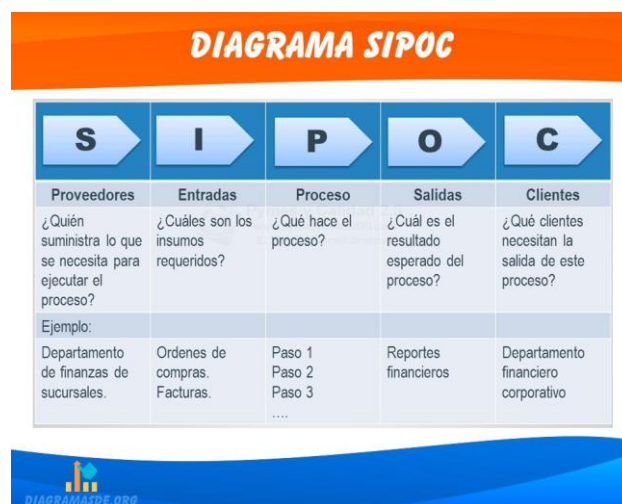 DIAGRAMA SIPOC
S I P O C
Proveedores Entradas Proceso Salidas Clientes
¿Quién
suministra lo que
se necesita para
ejecutar el
proceso?
¿Cuáles son los
insumos
requeridos?
¿Qué hace el
proceso?
¿Cuál es el
resultado
esperado del
proceso?
¿Qué clientes
necesitan la
salida de este
proceso?
Ejemplo:
Departamento
de finanzas de
sucursales.
Ordenes de
compras.
Facturas.
Paso 1
Paso 2
Paso 3
....
Reportes
financieros
Departamento
financiero
corporativo
DIAGRAMASDE.ORG